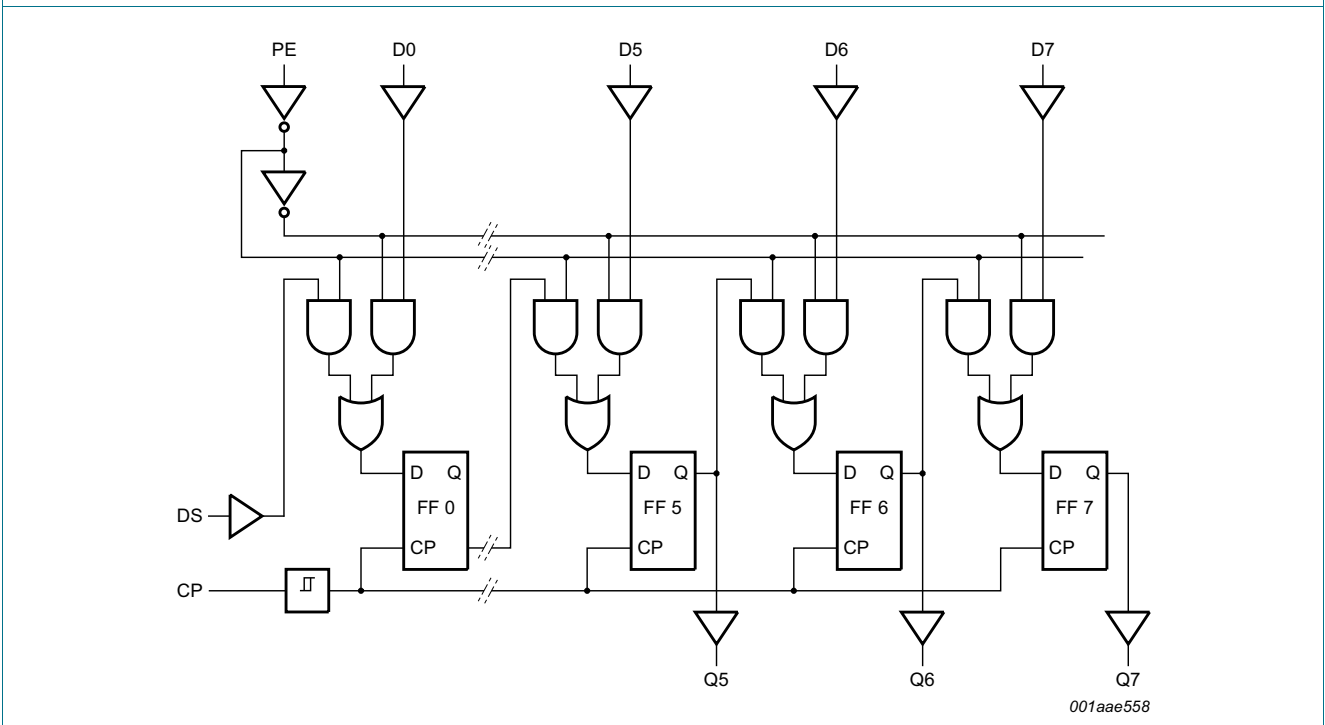 PE D0 D5 D6 D7
D Q D Q D Q D Q
FF 0 FF 5 FF 6 FF 7
DS
CP CP CP CP
CP
Q5 Q6 Q7
001aae558